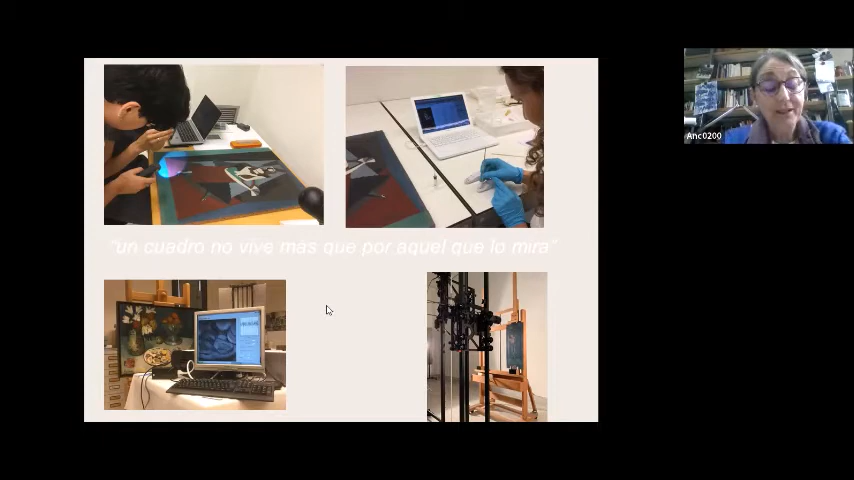 "un cuadro no vive más que por aquel que lo mira"
Anc0200